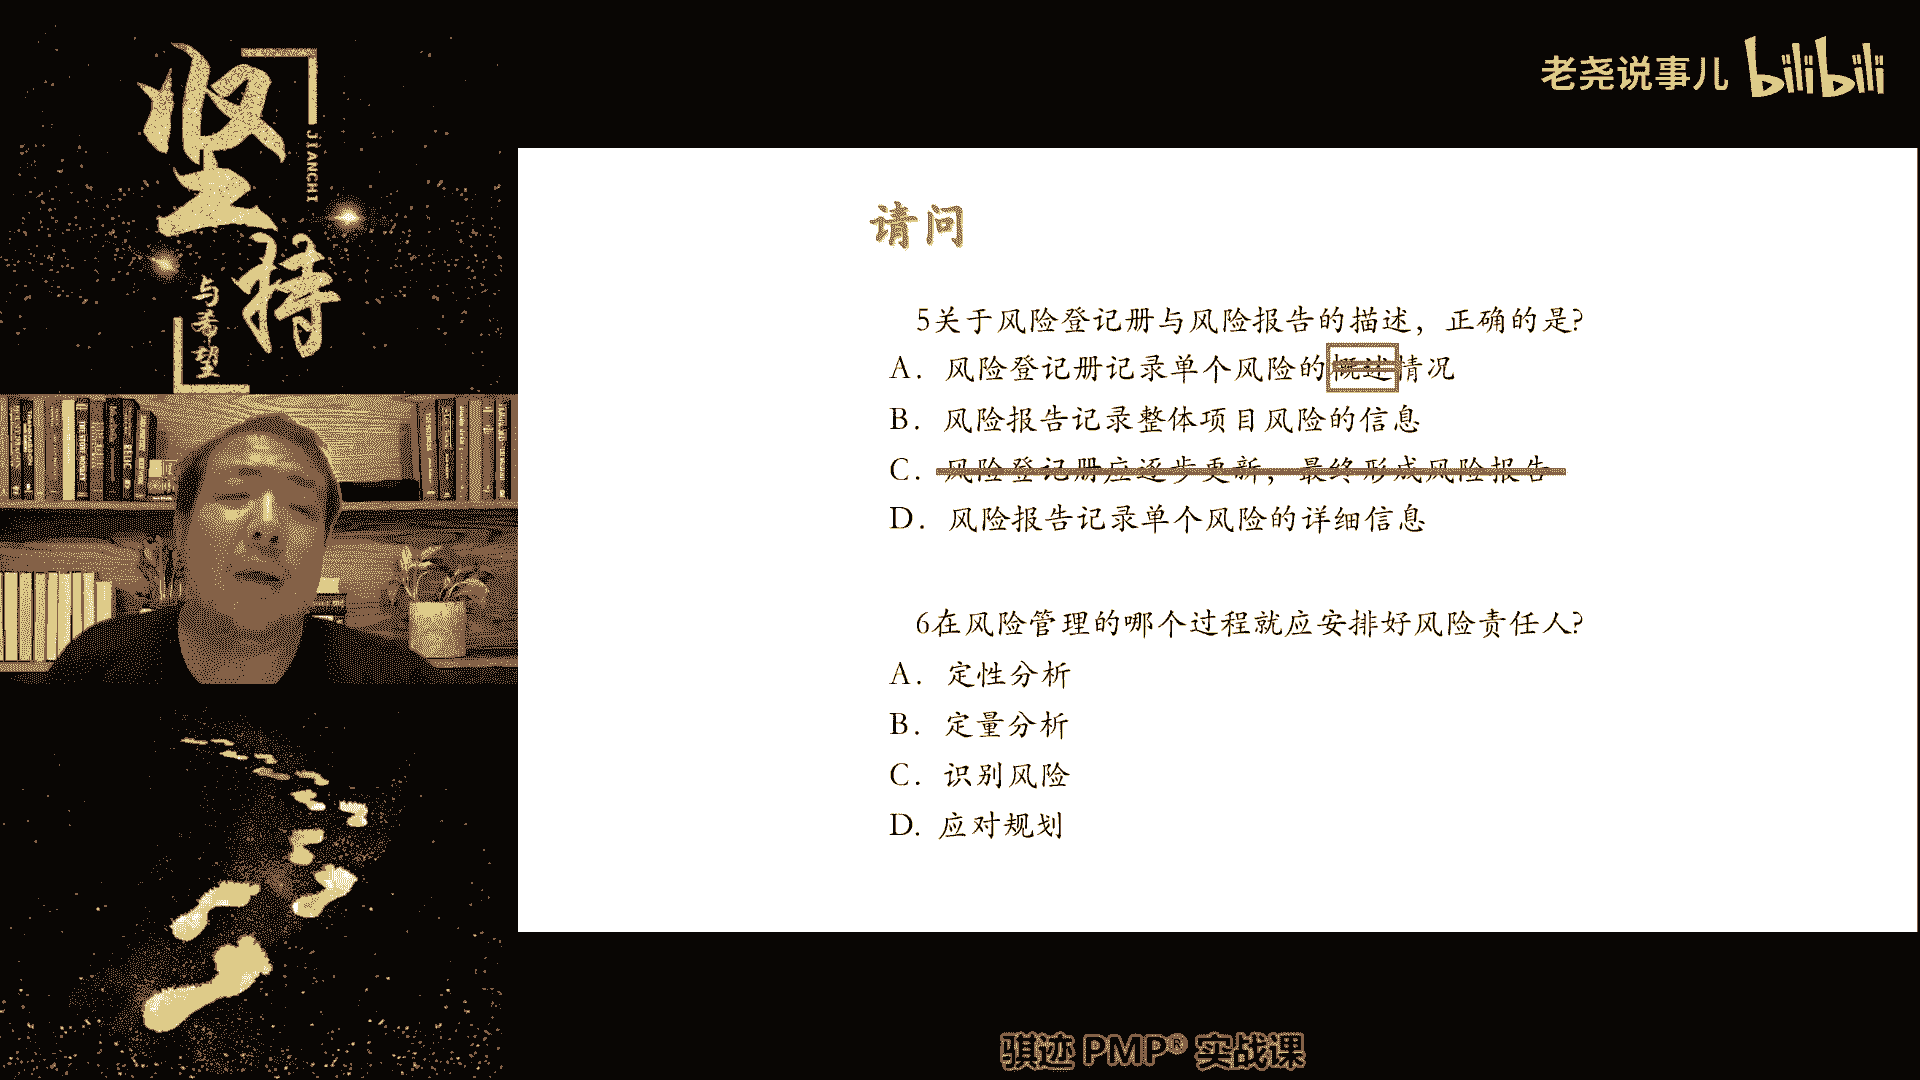 坚
持
JIANCHI
与希望
老尧说事儿 bilibili
请问
5关于风险登记册与风险报告的描述，正确的是?
A. 风险登记册记录单个风险的概述情况
B. 风险报告记录整体项目风险的信息
C. 风险登记册应逐步更新，最终形成风险报告
D. 风险报告记录单个风险的详细信息
6在风险管理的哪个过程就应安排好风险责任人?
A. 定性分析
B. 定量分析
C. 识别风险
D. 应对规划
骐迹 PMP® 实战课